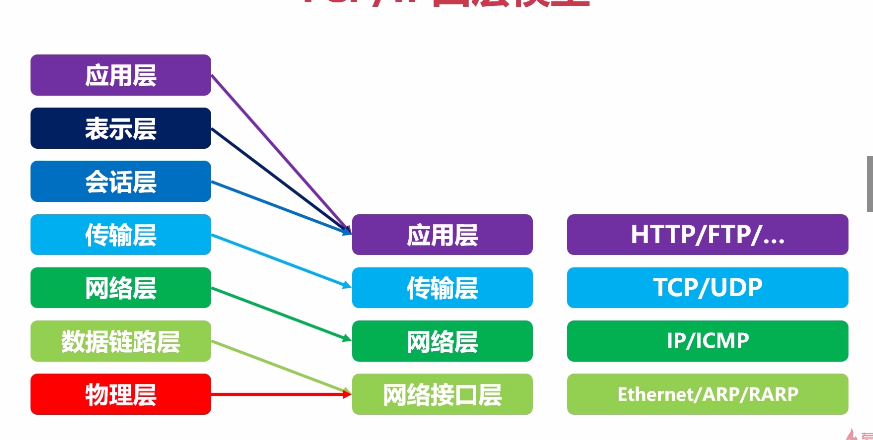 应用层
表示层
会话层
传输层
网络层
数据链路层
物理层
应用层
传输层
网络层
网络接口层
HTTP/FTP/...
TCP/UDP
IP/ICMP
Ethernet/ARP/RARP